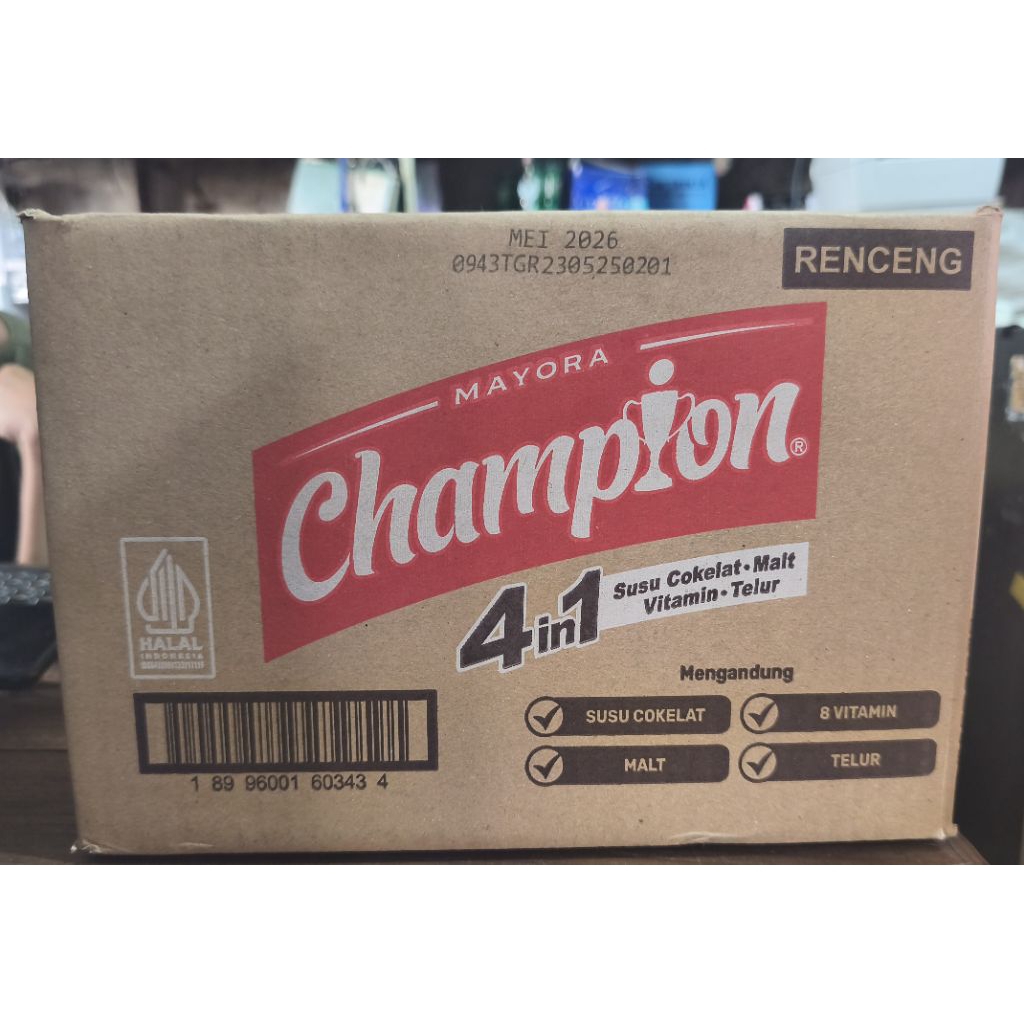 MEI 2026
0943TGR2305250201
RENCENG
MAYORA
Champion®
4in1
Susu Cokelat • Malt
Vitamin • Telur
HALAL
INDONESIA
Mengandung
SUSU COKELAT
8 VITAMIN
MALT
TELUR
1 89 96001 60343 4